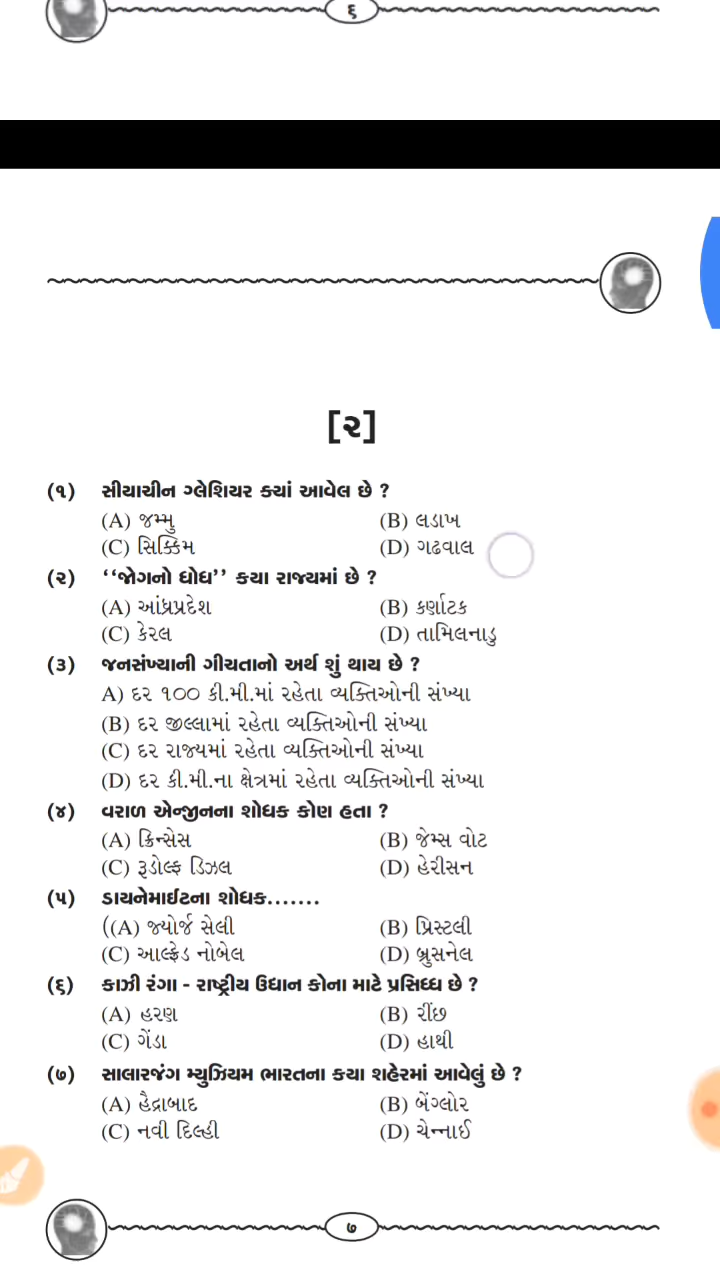 ૬
[૨]
(૧) સીયાચીન ગ્લેશિયર ક્યાં આવેલ છે ?
(A) જમ્મુ (B) લડાખ
(C) સિક્કિમ (D) ગઢવાલ
(૨) ‘‘જોગનો ધોધ’’ કયા રાજ્યમાં છે ?
(A) આંધ્રપ્રદેશ (B) કર્ણાટક
(C) કેરલ (D) તામિલનાડુ
(૩) જનસંખ્યાની ગીચતાનો અર્થ શું થાય છે ?
A) દર ૧૦૦ કી.મી.માં રહેતા વ્યક્તિઓની સંખ્યા
(B) દર જીલ્લામાં રહેતા વ્યક્તિઓની સંખ્યા
(C) દર રાજ્યમાં રહેતા વ્યક્તિઓની સંખ્યા
(D) દર કી.મી.ના ક્ષેત્રમાં રહેતા વ્યક્તિઓની સંખ્યા
(૪) વરાળ એન્જીનના શોધક કોણ હતા ?
(A) ક્રિન્સેસ (B) જેમ્સ વોટ
(C) રૂડોલ્ફ ડિઝલ (D) હેરીસન
(૫) ડાયનેમાઈટના શોધક.......
((A) જ્યોર્જ સેલી (B) પ્રિસ્ટલી
(C) આલ્ફ્રેડ નોબેલ (D) બ્રુસનેલ
(૬) કાઝી રંગા - રાષ્ટ્રીય ઉદ્યાન કોના માટે પ્રસિધ્ધ છે ?
(A) હરણ (B) રીંછ
(C) ગેંડા (D) હાથી
(૭) સાલારજંગ મ્યુઝિયમ ભારતના કયા શહેરમાં આવેલું છે ?
(A) હૈદ્રાબાદ (B) બેંગ્લોર
(C) નવી દિલ્હી (D) ચેન્નાઈ
૭